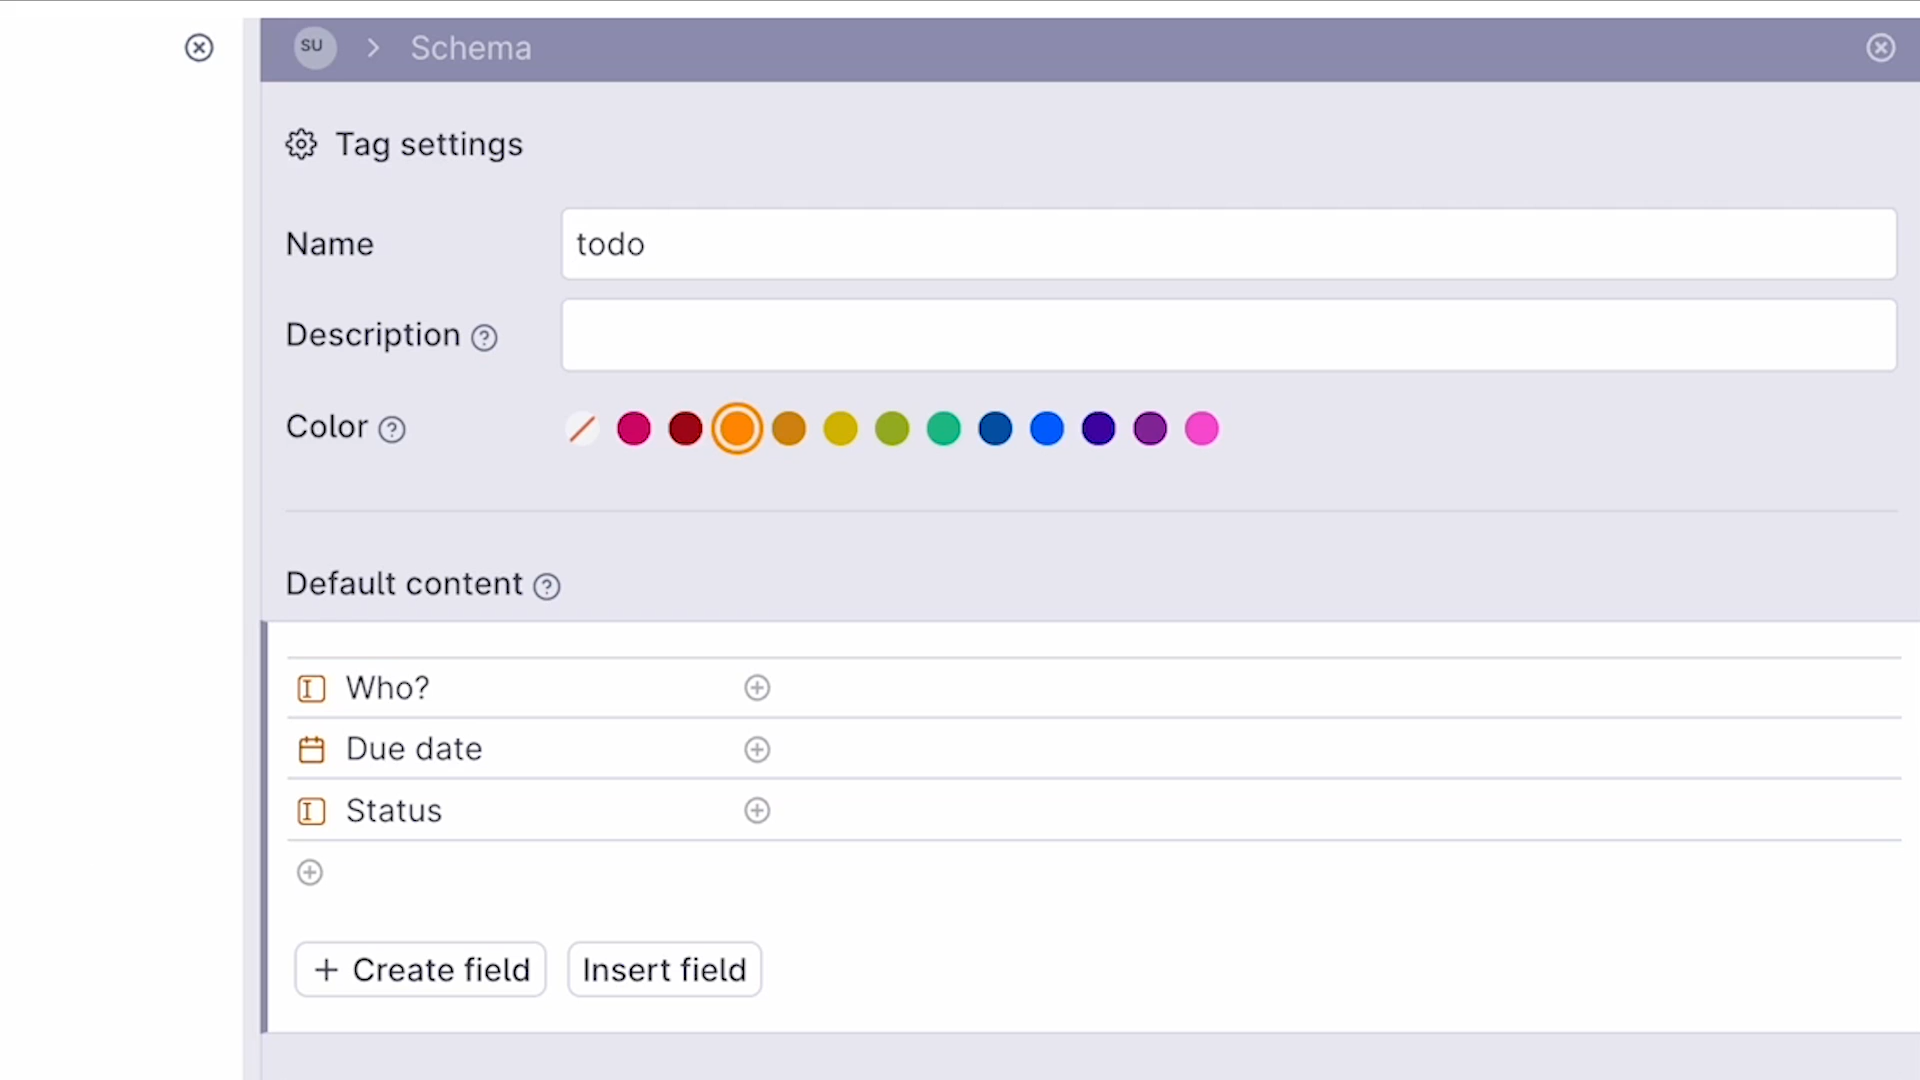 SU > Schema
Tag settings
Name todo
Description ?
Color ?
Default content ?
Who?
Due date
Status
+ Create field Insert field